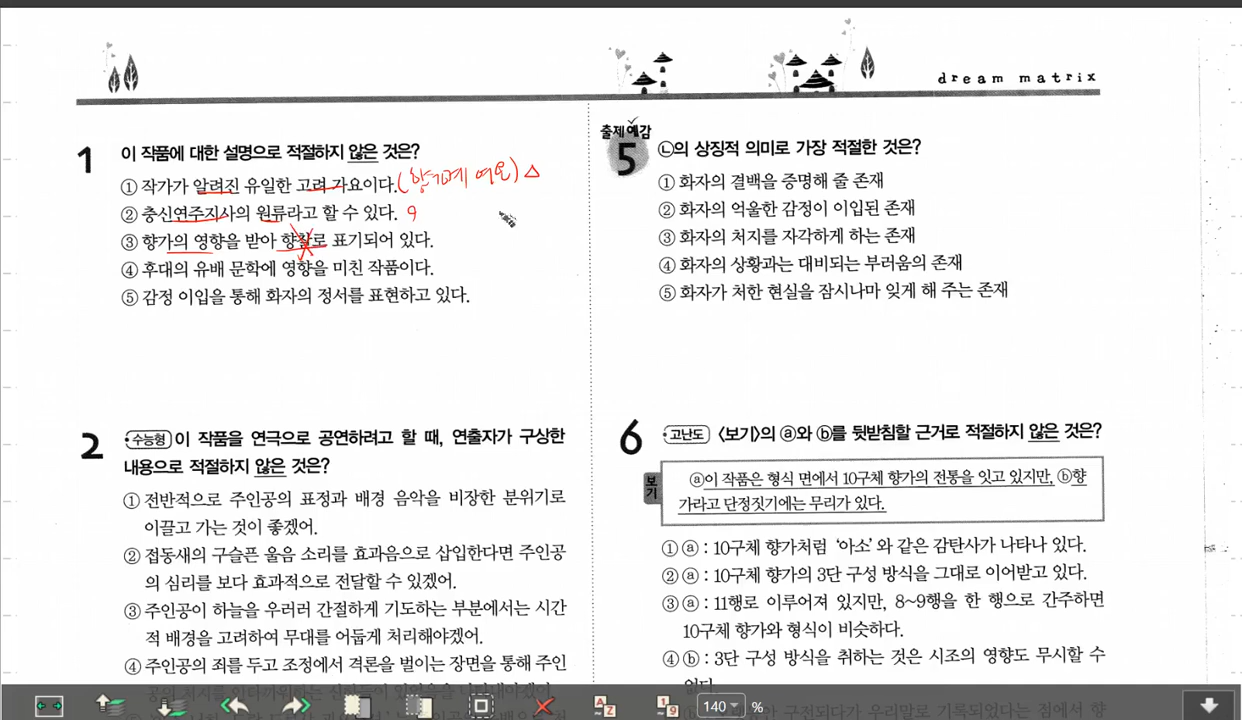 dream matrix
1 이 작품에 대한 설명으로 적절하지 않은 것은?
① 작가가 알려진 유일한 고려 가요이다.
② 충신연주지사의 원류라고 할 수 있다.
③ 향가의 영향을 받아 향찰로 표기되어 있다.
④ 후대의 유배 문학에 영향을 미친 작품이다.
⑤ 감정 이입을 통해 화자의 정서를 표현하고 있다.
2 수능형 이 작품을 연극으로 공연하려고 할 때, 연출자가 구상한
내용으로 적절하지 않은 것은?
① 전반적으로 주인공의 표정과 배경 음악을 비장한 분위기로
이끌고 가는 것이 좋겠어.
② 접동새의 구슬픈 울음 소리를 효과음으로 삽입한다면 주인공
의 심리를 보다 효과적으로 전달할 수 있겠어.
③ 주인공이 하늘을 우러러 간절하게 기도하는 부분에서는 시간
적 배경을 고려하여 무대를 어둡게 처리해야겠어.
④ 주인공의 죄를 두고 조정에서 격론을 벌이는 장면을 통해 주인
출제예감
5 ㉡의 상징적 의미로 가장 적절한 것은?
① 화자의 결백을 증명해 줄 존재
② 화자의 억울한 감정이 이입된 존재
③ 화자의 처지를 자각하게 하는 존재
④ 화자의 상황과는 대비되는 부러움의 존재
⑤ 화자가 처한 현실을 잠시나마 잊게 해 주는 존재
6 고난도 〈보기〉의 ⓐ와 ⓑ를 뒷받침할 근거로 적절하지 않은 것은?
보기
ⓐ이 작품은 형식 면에서 10구체 향가의 전통을 잇고 있지만, ⓑ향
가라고 단정짓기에는 무리가 있다.
① ⓐ : 10구체 향가처럼 '아소'와 같은 감탄사가 나타나 있다.
② ⓐ : 10구체 향가의 3단 구성 방식을 그대로 이어받고 있다.
③ ⓐ : 11행로 이루어져 있지만, 8~9행을 한 행으로 간주하면
10구체 향가와 형식이 비슷하다.
④ ⓑ : 3단 구성 방식을 취하는 것은 시조의 영향도 무시할 수
없다.
140 %